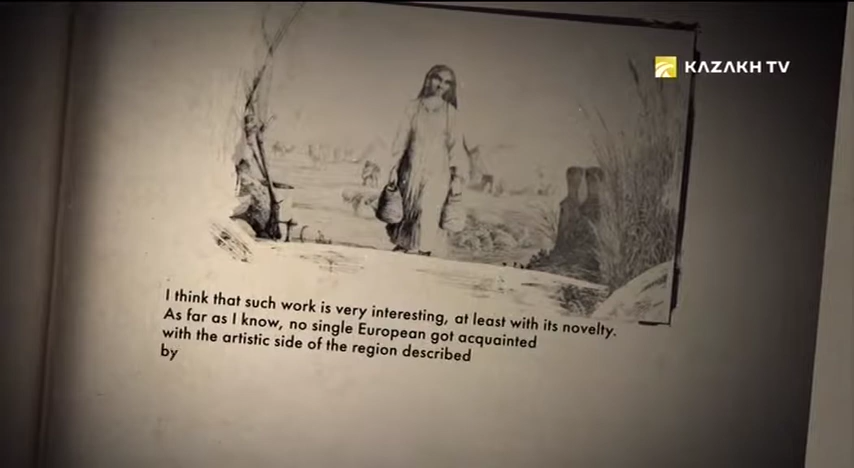 KAZAKH TV
I think that such work is very interesting, at least with its novelty.
As far as I know, no single European got acquainted
with the artistic side of the region described
by